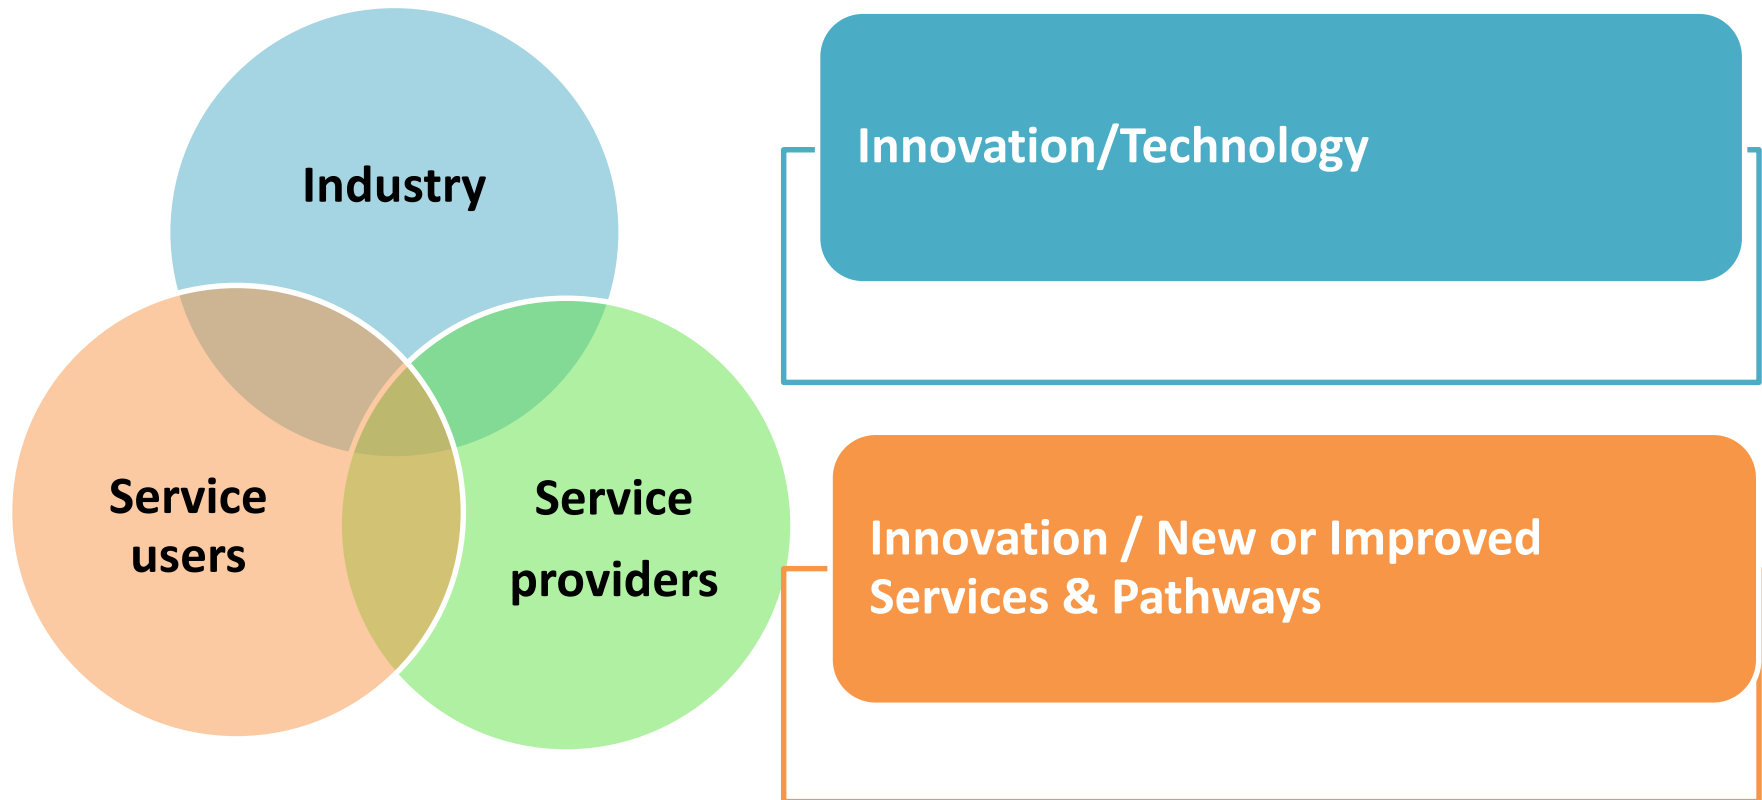 Industry
Service
users
Service
providers
Innovation/Technology
Innovation / New or Improved
Services & Pathways